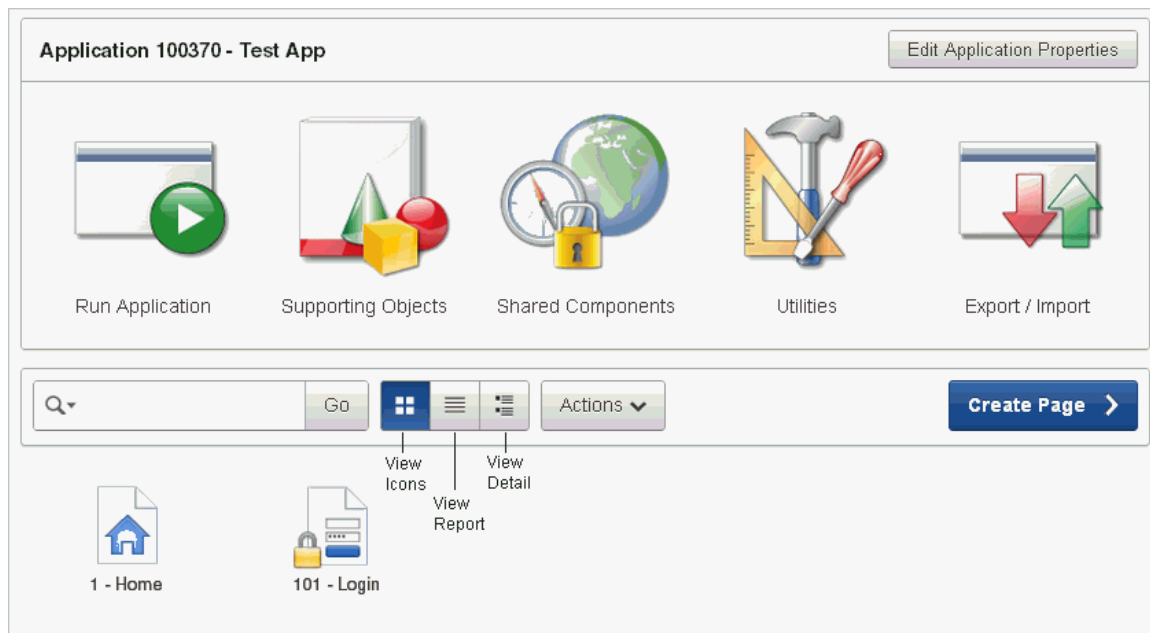 Application 100370 - Test App
Edit Application Properties
Run Application
Supporting Objects
Shared Components
Utilities
Export / Import
Go
Actions
Create Page
View
Icons
View
Report
View
Detail
1 - Home
101 - Login